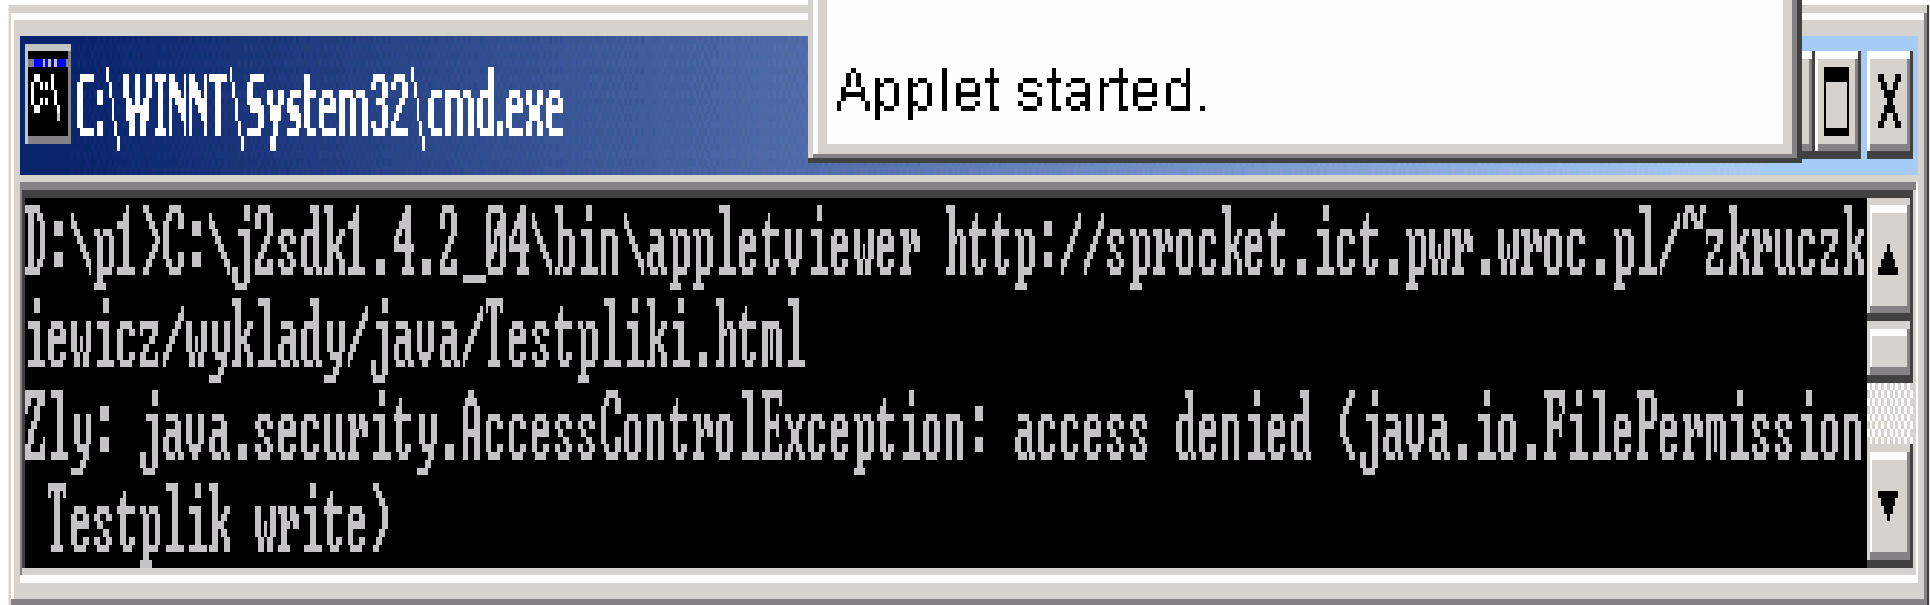 C:\WINNT\System32\cmd.exe
Applet started.
D:\p1>C:\j2sdk1.4.2_04\bin\appletviewer http://sprocket.ict.pwr.wroc.pl/~zkruczk
iewicz/wyklady/java/Testpliki.html
Zly: java.security.AccessControlException: access denied (java.io.FilePermission
Testplik write)